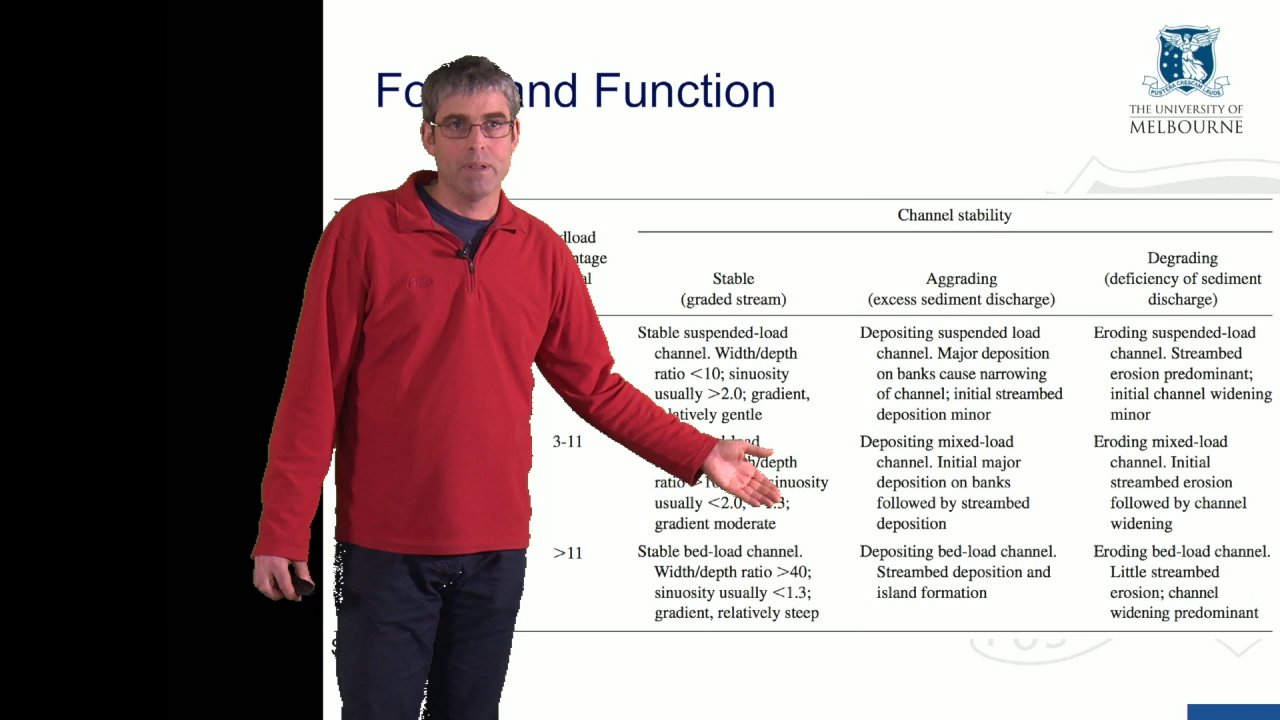 and Function
POSTERA CRESCAM LAUDE
THE UNIVERSITY OF
MELBOURNE
Channel stability
Stable
(graded stream)
Aggrading
(excess sediment discharge)
Degrading
(deficiency of sediment
discharge)
Stable suspended-load
channel. Width/depth
ratio <10; sinuosity
usually >2.0; gradient,
gentle
Depositing suspended load
channel. Major deposition
on banks cause narrowing
of channel; initial streambed
deposition minor
Eroding suspended-load
channel. Streambed
erosion predominant;
initial channel widening
minor
3-11
ratio sinuosity
usually <2.0;
gradient moderate
Depositing mixed-load
channel. Initial major
deposition on banks
followed by streambed
deposition
Eroding mixed-load
channel. Initial
streambed erosion
followed by channel
widening
>11
Stable bed-load channel.
Width/depth ratio >40;
sinuosity usually <1.3;
gradient, relatively steep
Depositing bed-load channel.
Streambed deposition and
island formation
Eroding bed-load channel.
Little streambed
erosion; channel
widening predominant